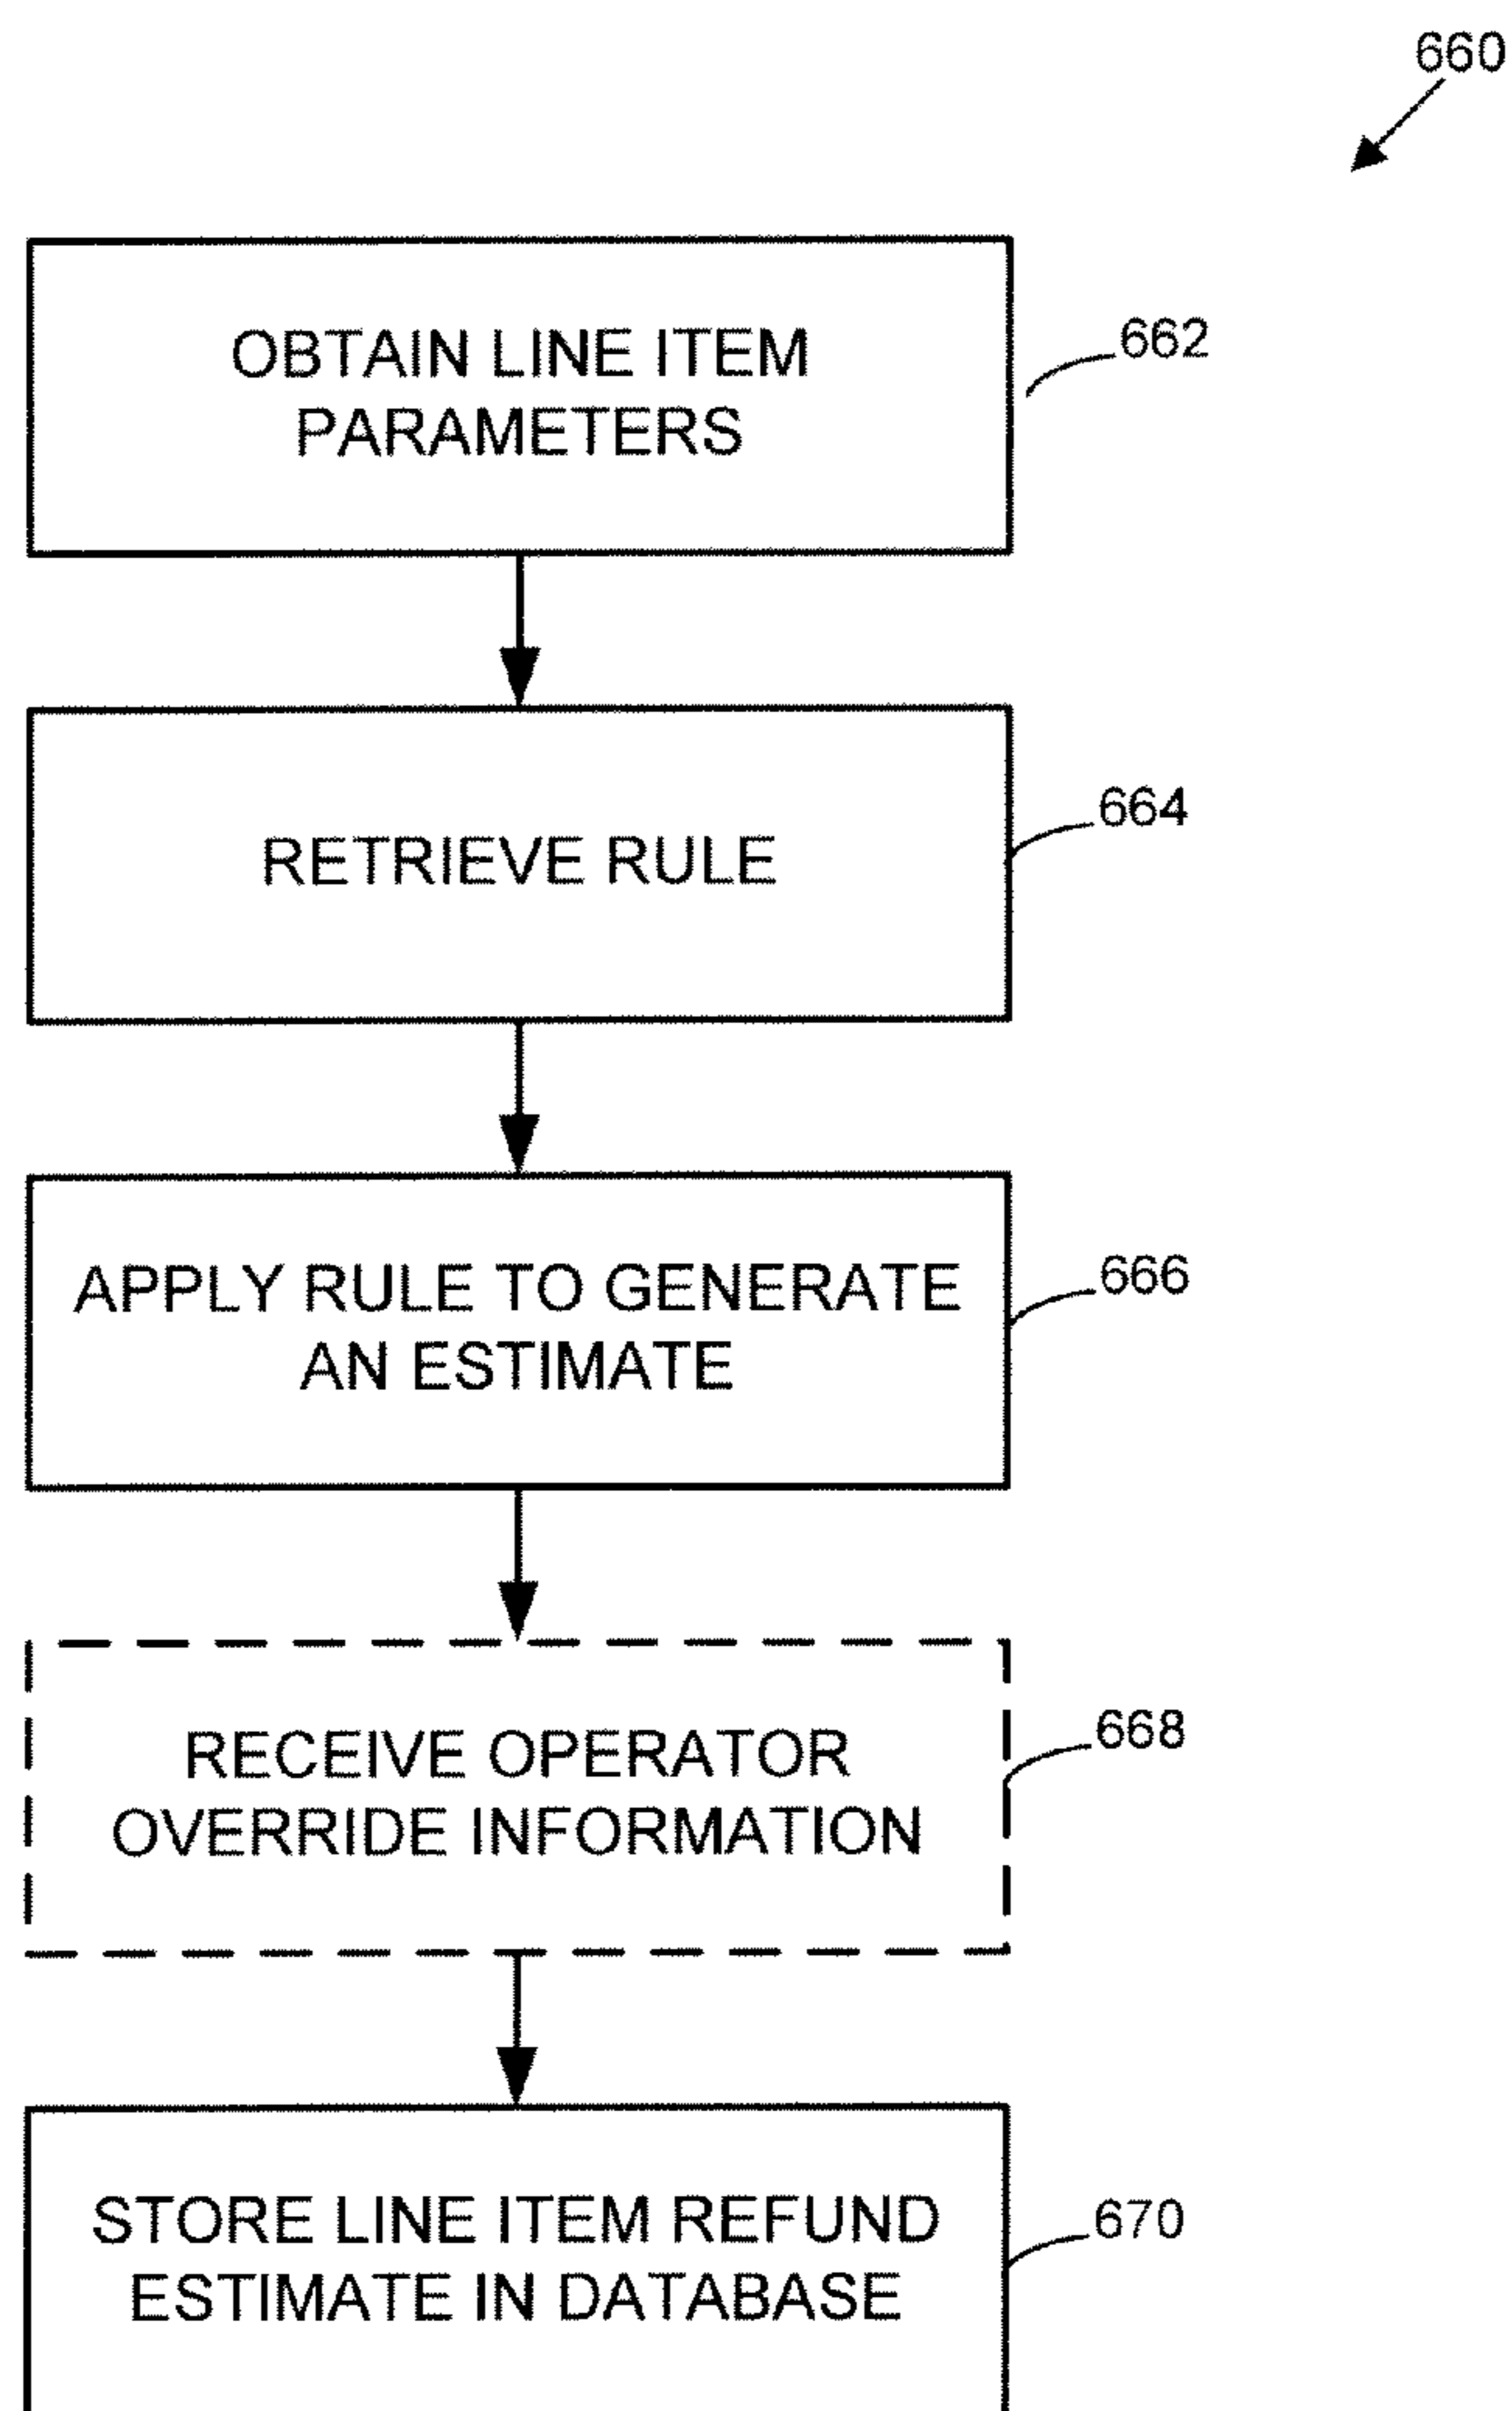 660
OBTAIN LINE ITEM
PARAMETERS
662
RETRIEVE RULE
664
APPLY RULE TO GENERATE
AN ESTIMATE
666
RECEIVE OPERATOR
OVERRIDE INFORMATION
668
STORE LINE ITEM REFUND
ESTIMATE IN DATABASE
670